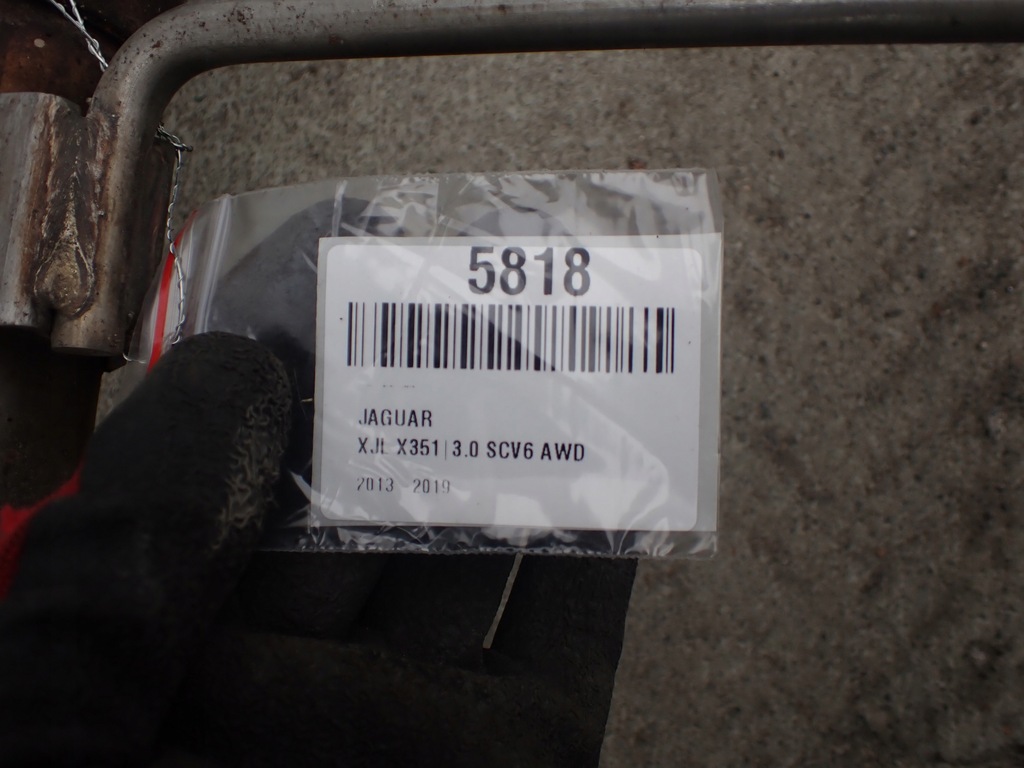 5818
JAGUAR
XJL X351|3.0 SCV6 AWD
2013 - 2019